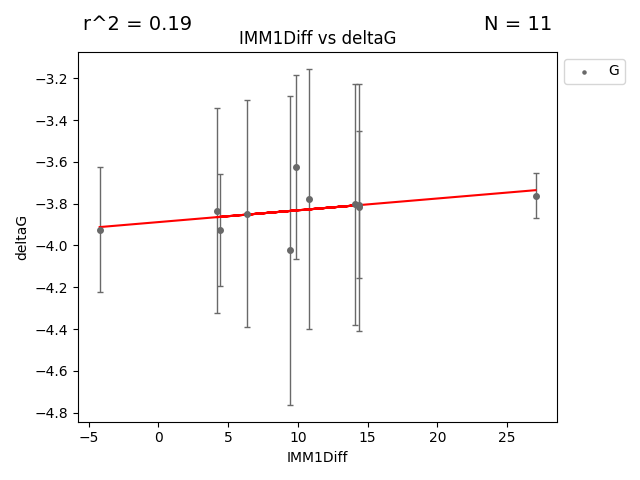 r^2 = 0.19
N = 11
IMM1Diff vs deltaG
G
−3.2
−3.4
−3.6
−3.8
−4.0
−4.2
−4.4
−4.6
−4.8
deltaG
−5
0
5
10
15
20
25
IMM1Diff